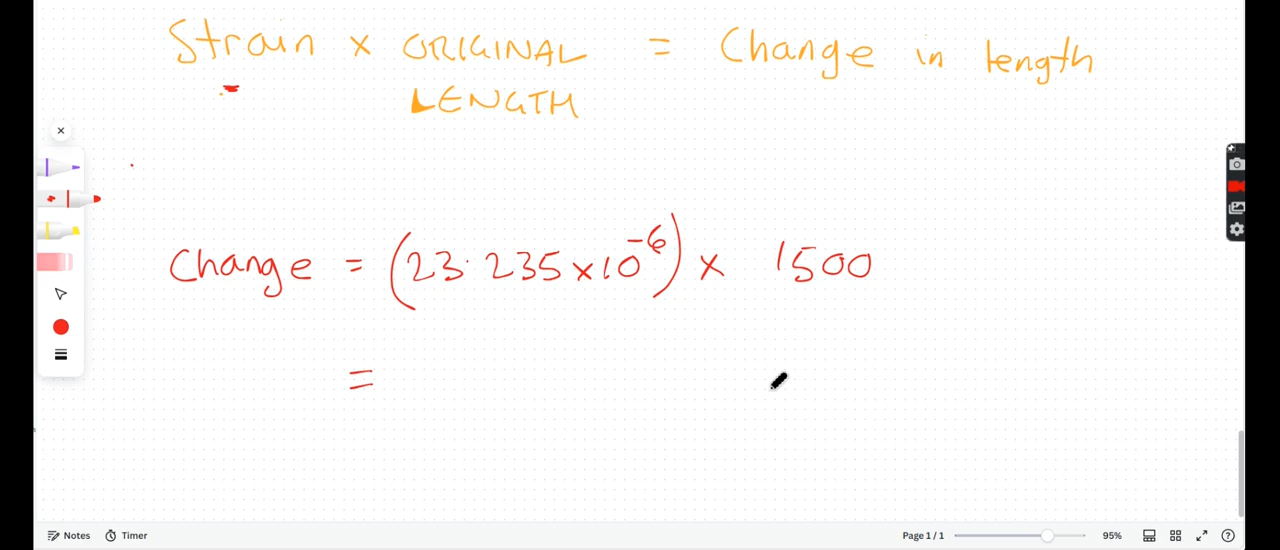 Strain × ORIGINAL = Change in length
LENGTH
Change = (23.235×10⁻⁶) × 1500
=
Notes Timer Page 1 / 1 95%